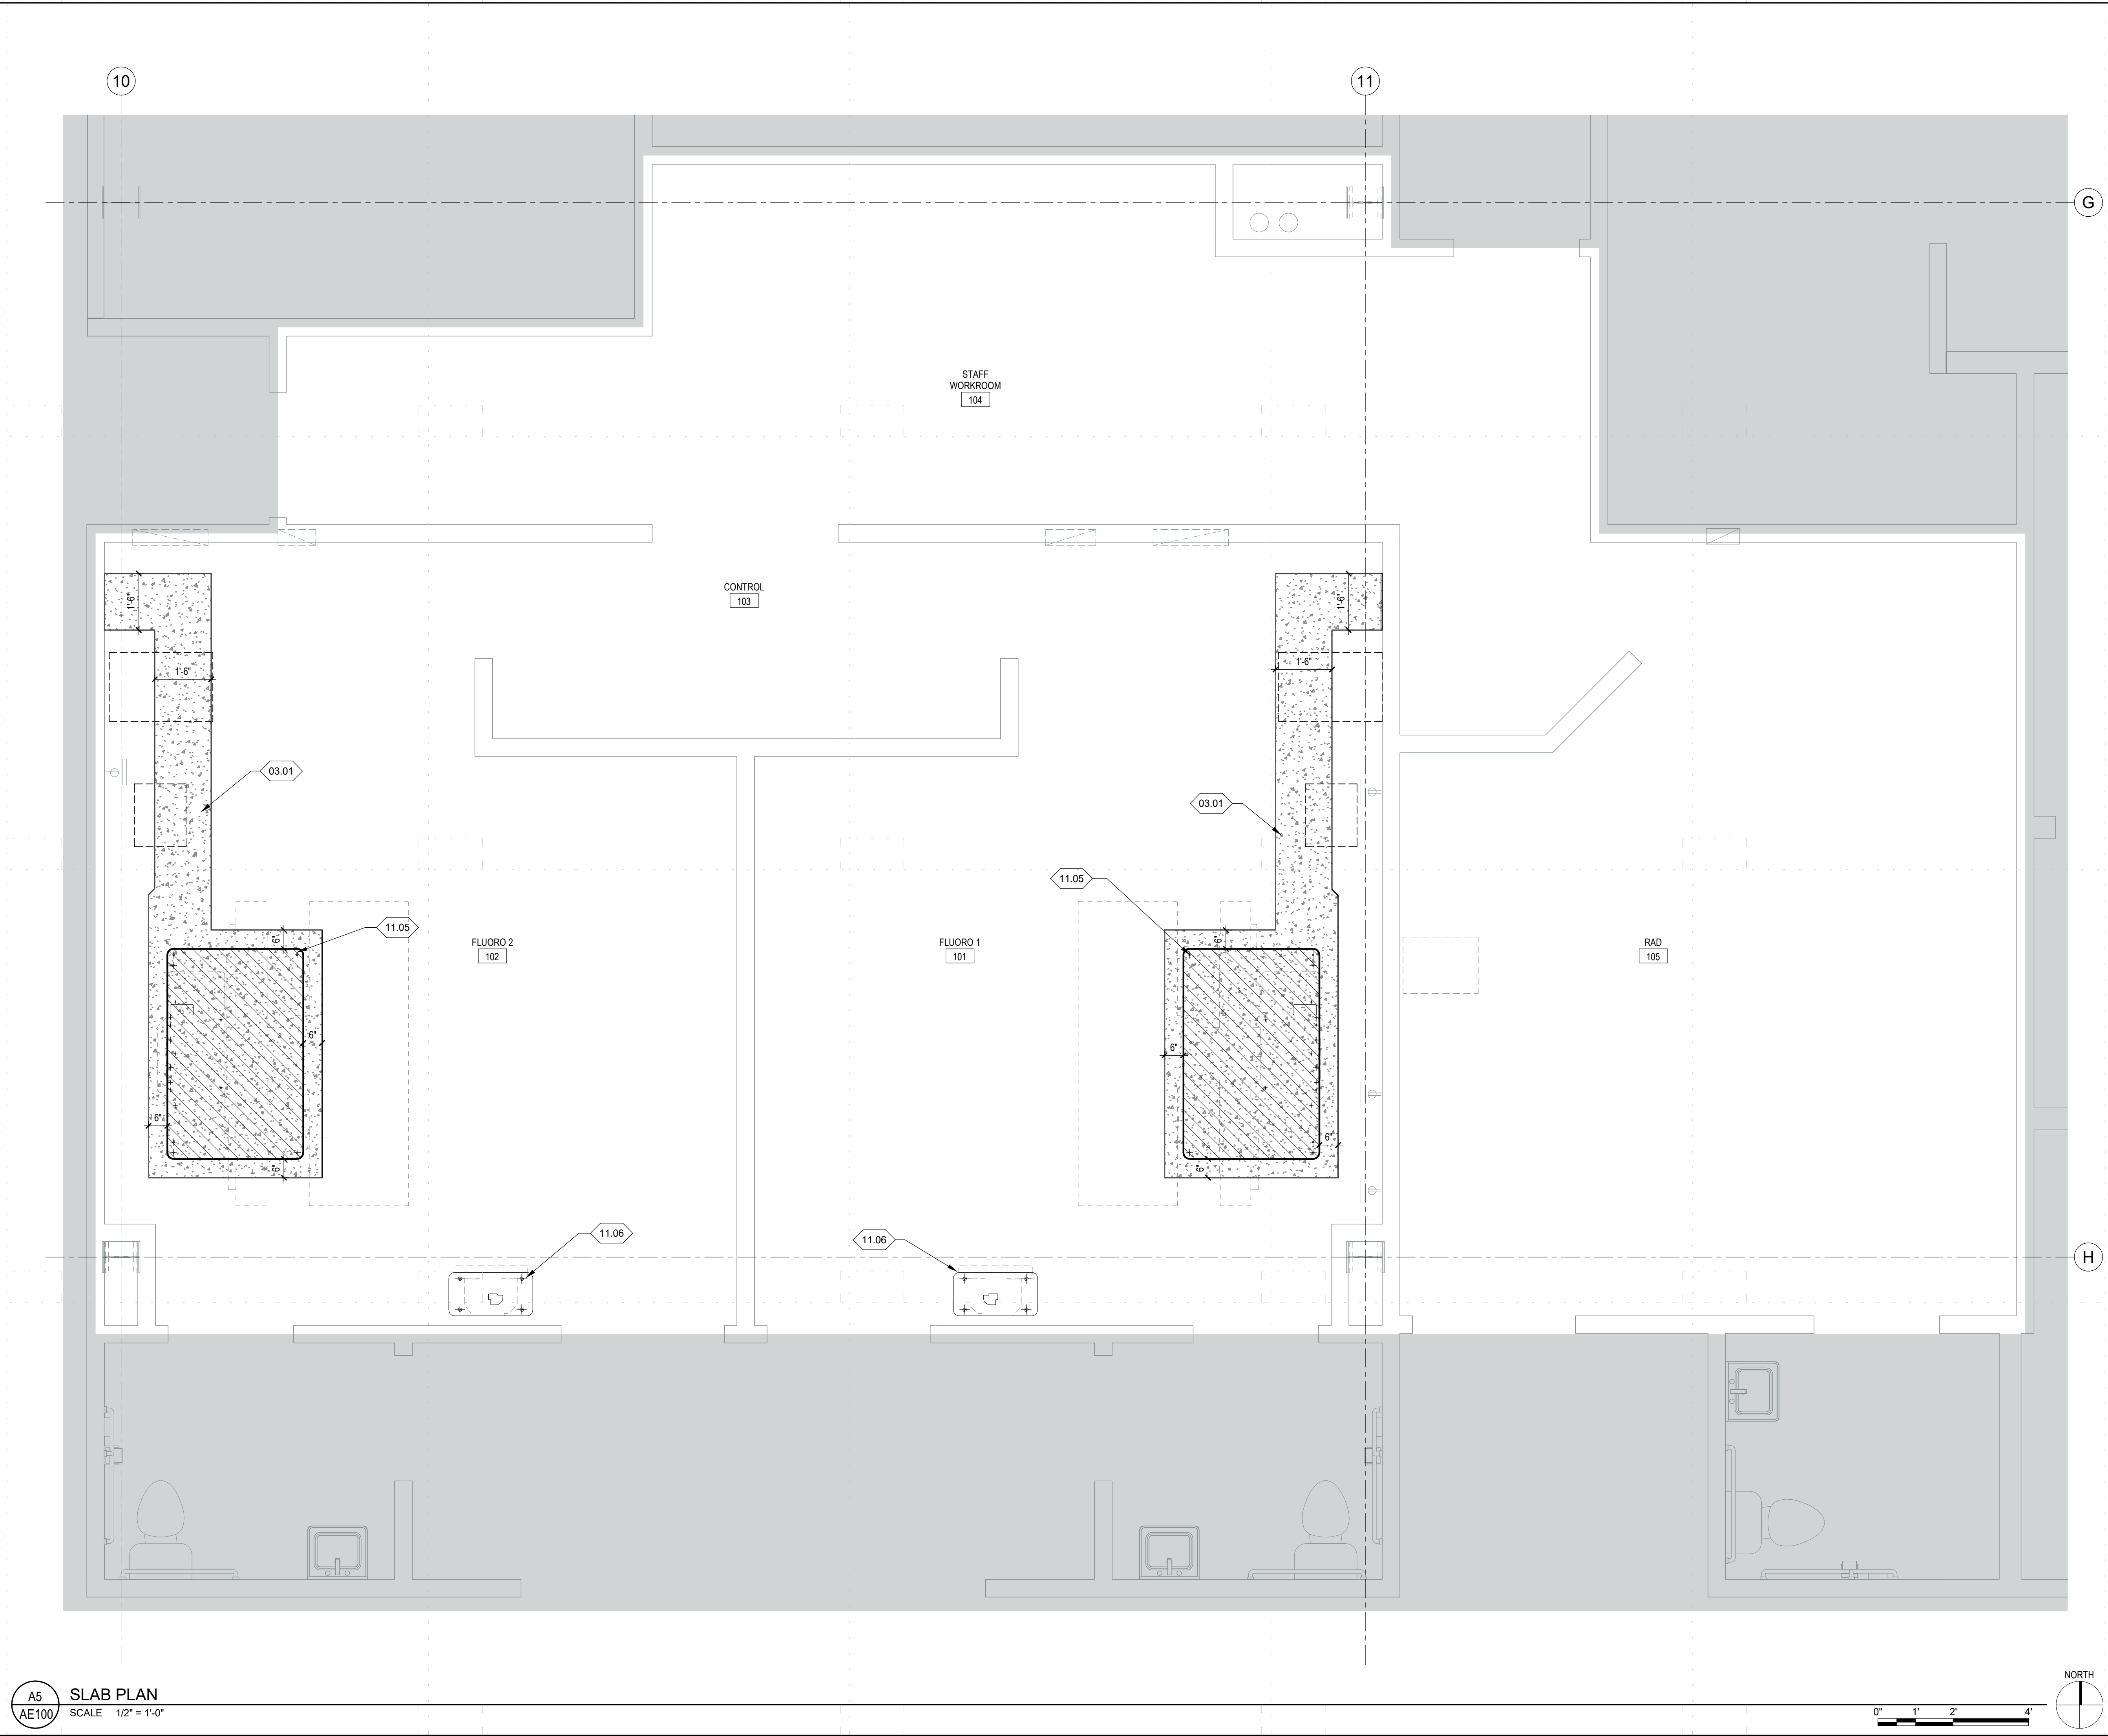 10
11
G
STAFF
WORKROOM
104
CONTROL
103
1'-6"
1'-6"
1'-6"
1'-6"
03.01
03.01
11.05
11.05
FLUORO 2
102
FLUORO 1
101
RAD
105
6"
6"
6"
6"
6"
6"
6"
6"
11.06
11.06
H
A5
AE100
SLAB PLAN
SCALE 1/2" = 1'-0"
NORTH
0" 1' 2' 4'